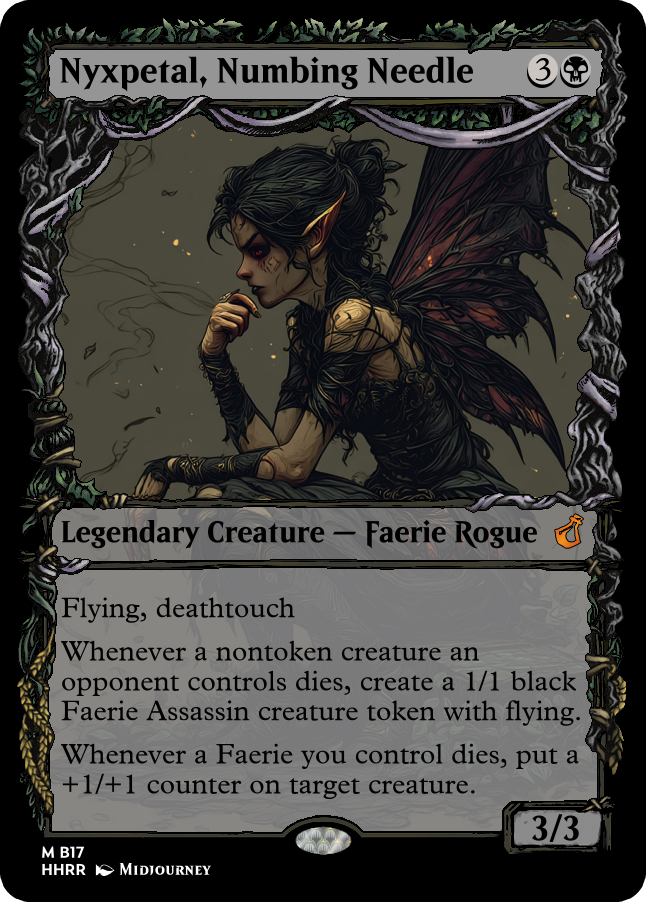 Nyxpetal, Numbing Needle 3
Legendary Creature — Faerie Rogue
Flying, deathtouch
Whenever a nontoken creature an
opponent controls dies, create a 1/1 black
Faerie Assassin creature token with flying.
Whenever a Faerie you control dies, put a
+1/+1 counter on target creature.
3/3
M B17
HHRR Midjourney